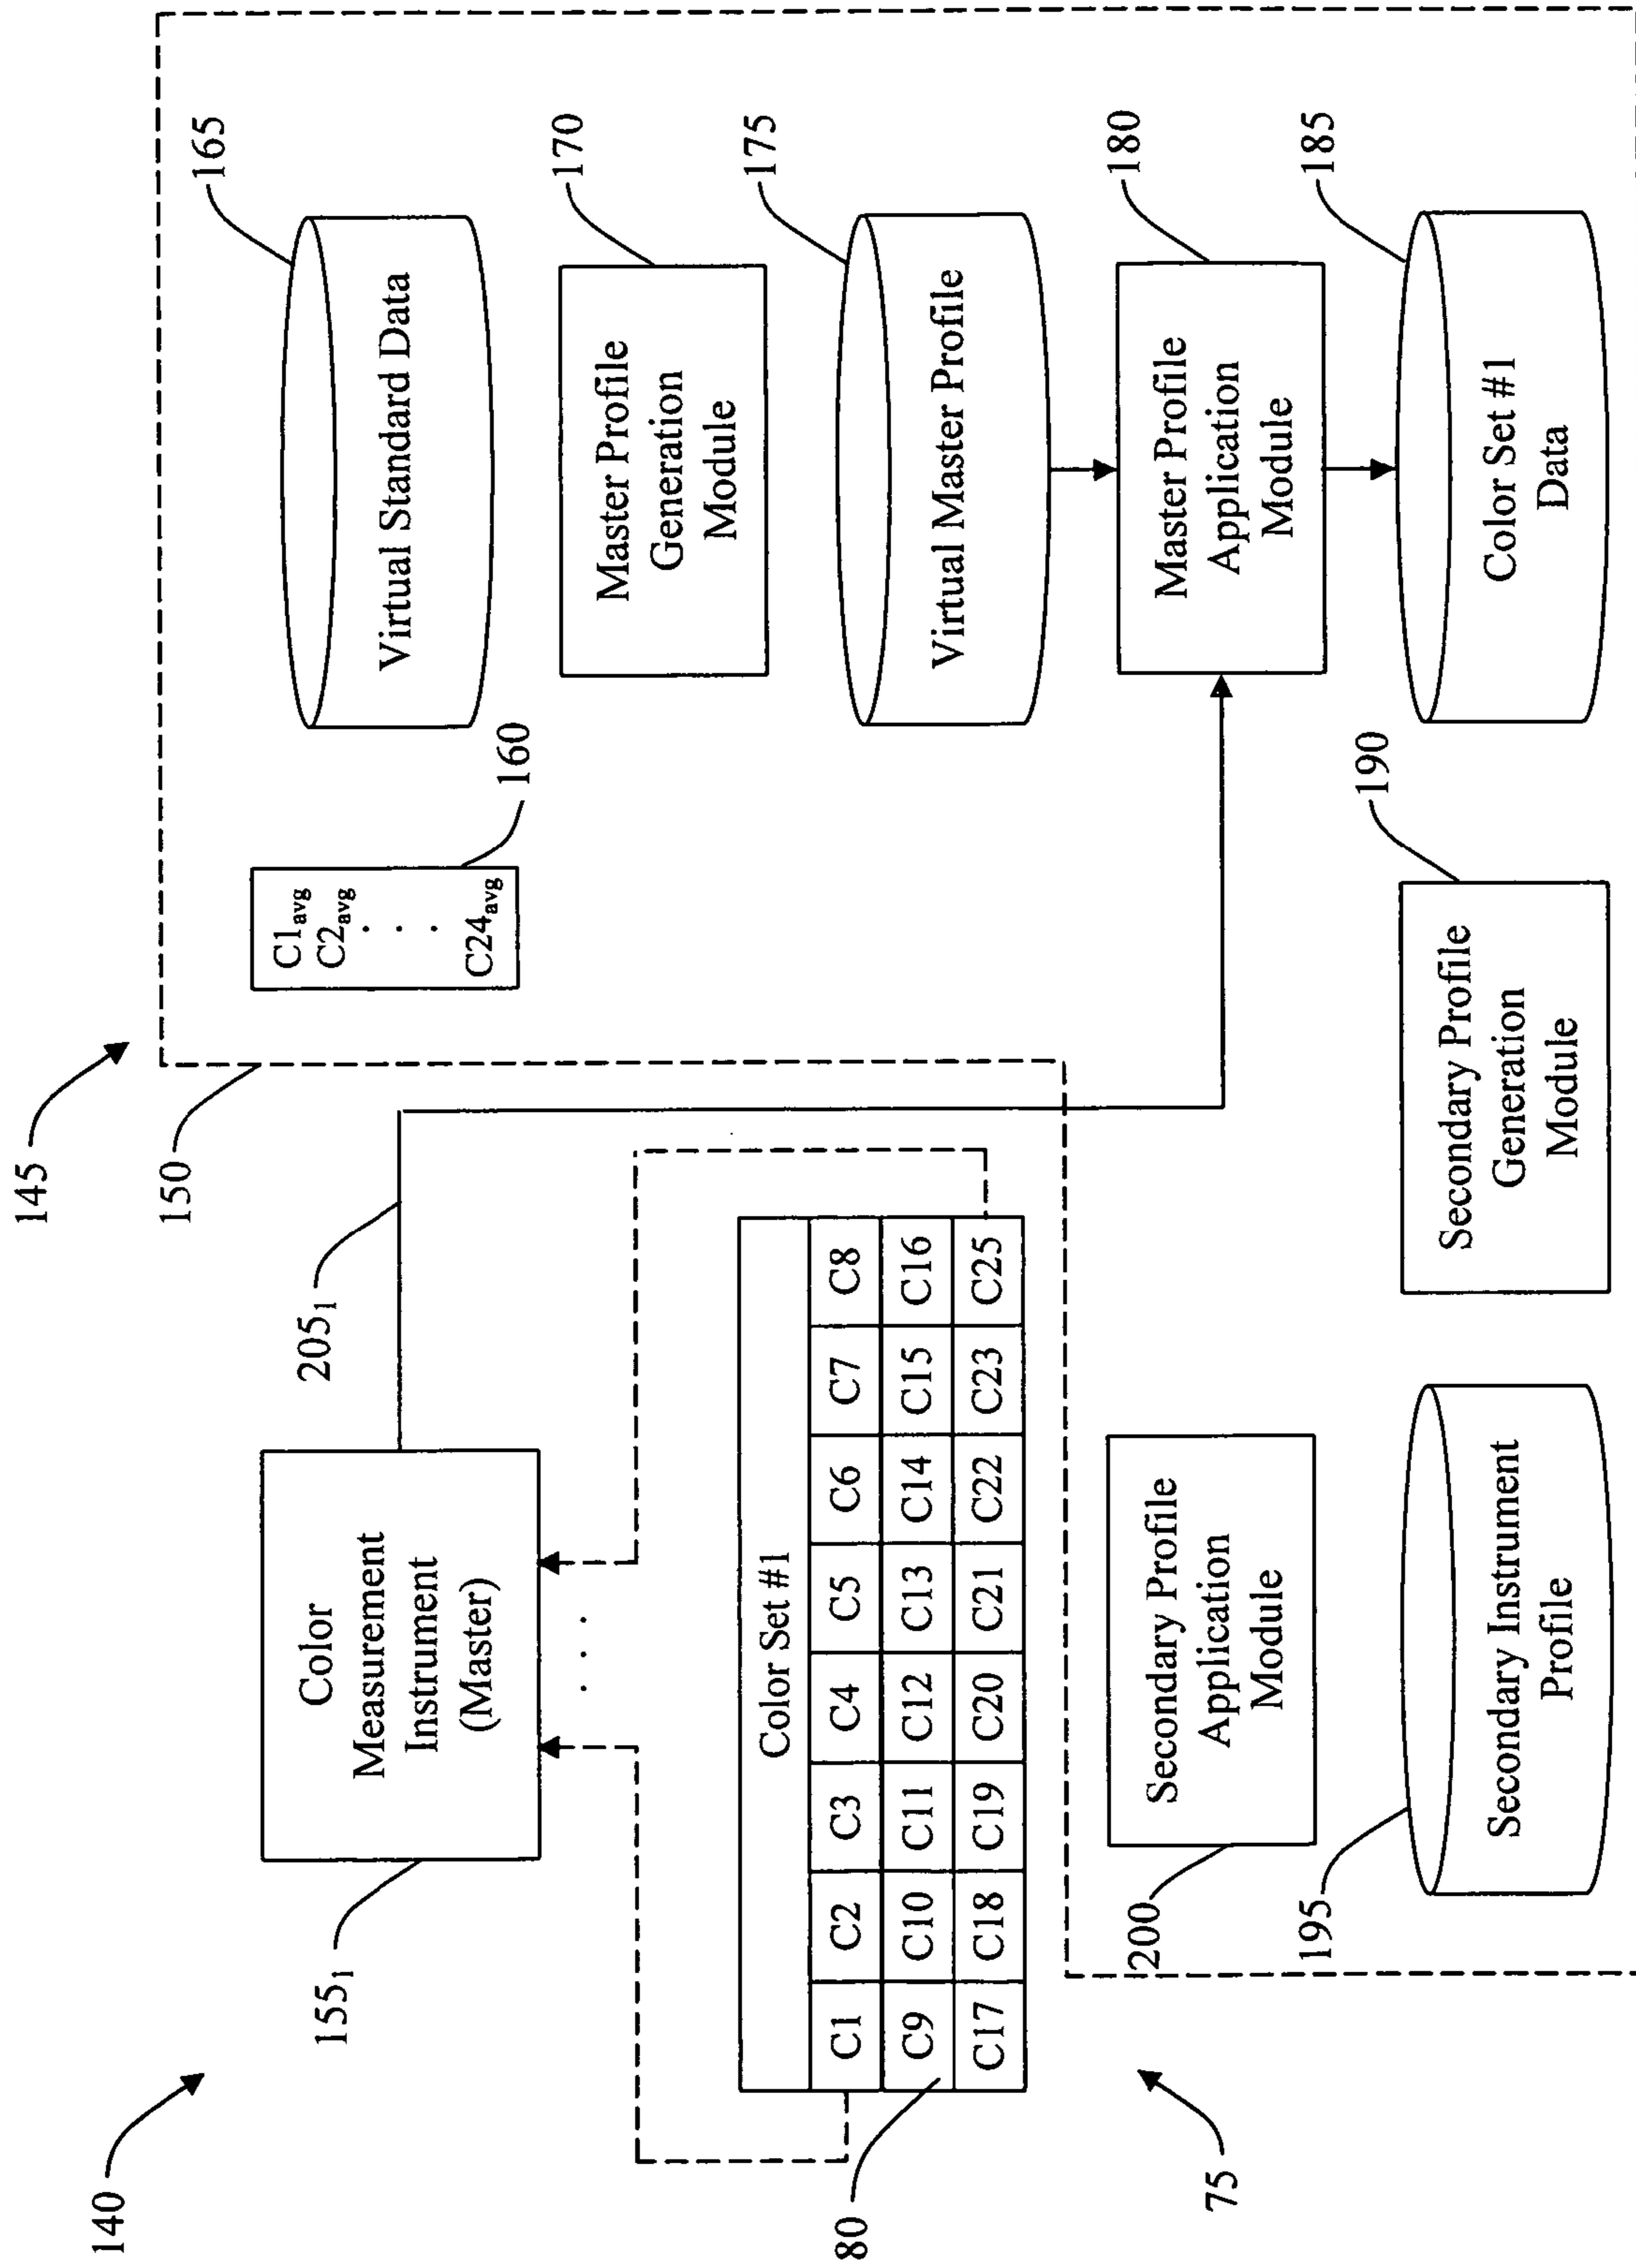 140
145
155₁
Color
Measurement
Instrument
(Master)
205₁
150
. . .
C1avg
C2avg
. . .
C24avg
160
165
Virtual Standard Data
170
Master Profile
Generation
Module
175
Virtual Master Profile
180
Master Profile
Application
Module
185
Color Set #1
Data
Color Set #1
C1 C2 C3 C4 C5 C6 C7 C8
C9 C10 C11 C12 C13 C14 C15 C16
C17 C18 C19 C20 C21 C22 C23 C25
80
75
200
Secondary Profile
Application
Module
195
Secondary Instrument
Profile
190
Secondary Profile
Generation
Module